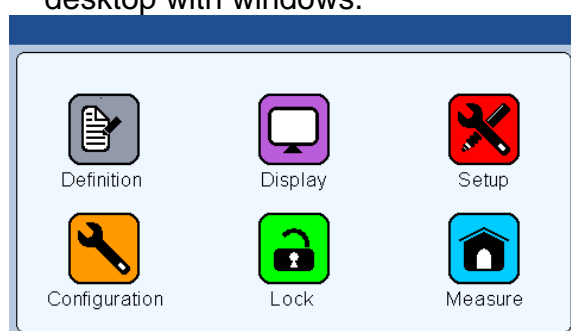 desktop with windows.
Definition
Display
Setup
Configuration
Lock
Measure